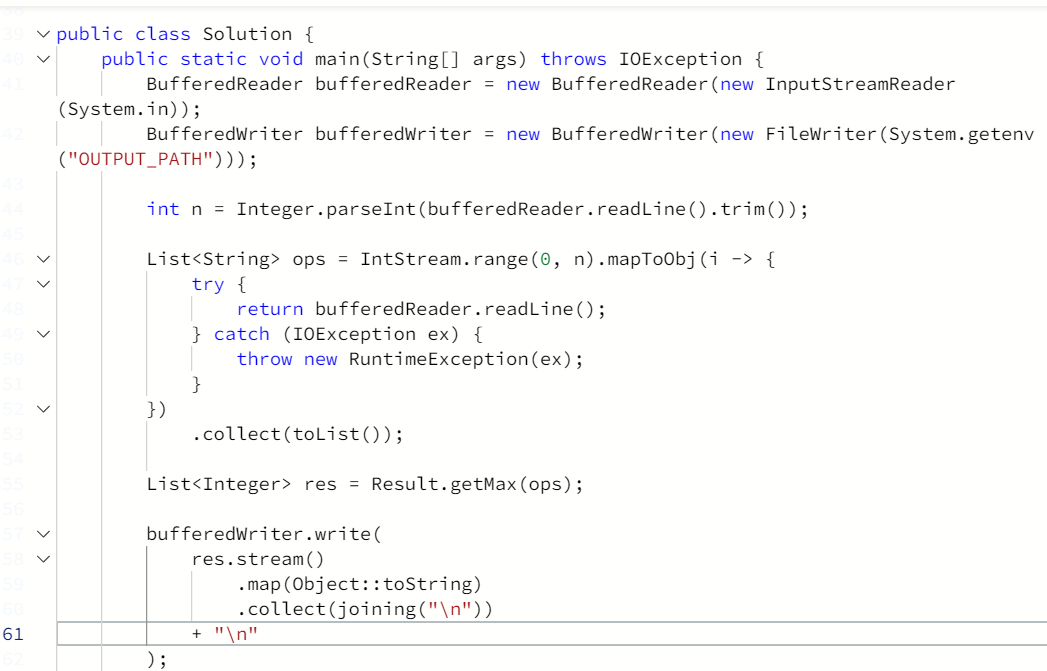 39 public class Solution {
40 public static void main(String[] args) throws IOException {
41 BufferedReader bufferedReader = new BufferedReader(new InputStreamReader
(System.in));
42 BufferedWriter bufferedWriter = new BufferedWriter(new FileWriter(System.getenv
("OUTPUT_PATH")));
43
44 int n = Integer.parseInt(bufferedReader.readLine().trim());
45
46 List<String> ops = IntStream.range(0, n).mapToObj(i -> {
47 try {
48 return bufferedReader.readLine();
49 } catch (IOException ex) {
50 throw new RuntimeException(ex);
51 }
52 })
53 .collect(toList());
54
55 List<Integer> res = Result.getMax(ops);
56
57 bufferedWriter.write(
58 res.stream()
59 .map(Object::toString)
60 .collect(joining("\n"))
61 + "\n"
62 );